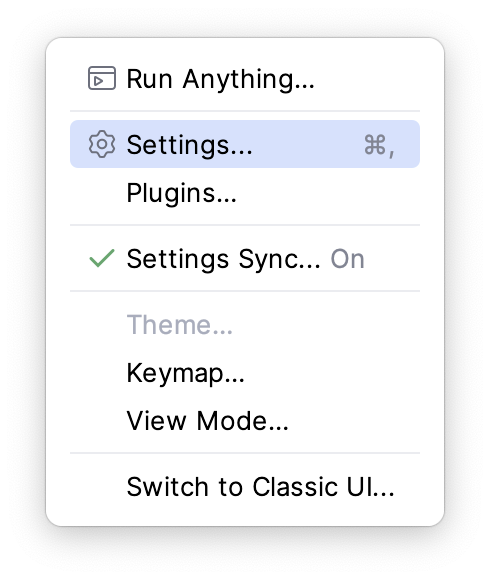 Run Anything...
Settings... ⌘,
Plugins...
Settings Sync... On
Theme...
Keymap...
View Mode...
Switch to Classic UI...